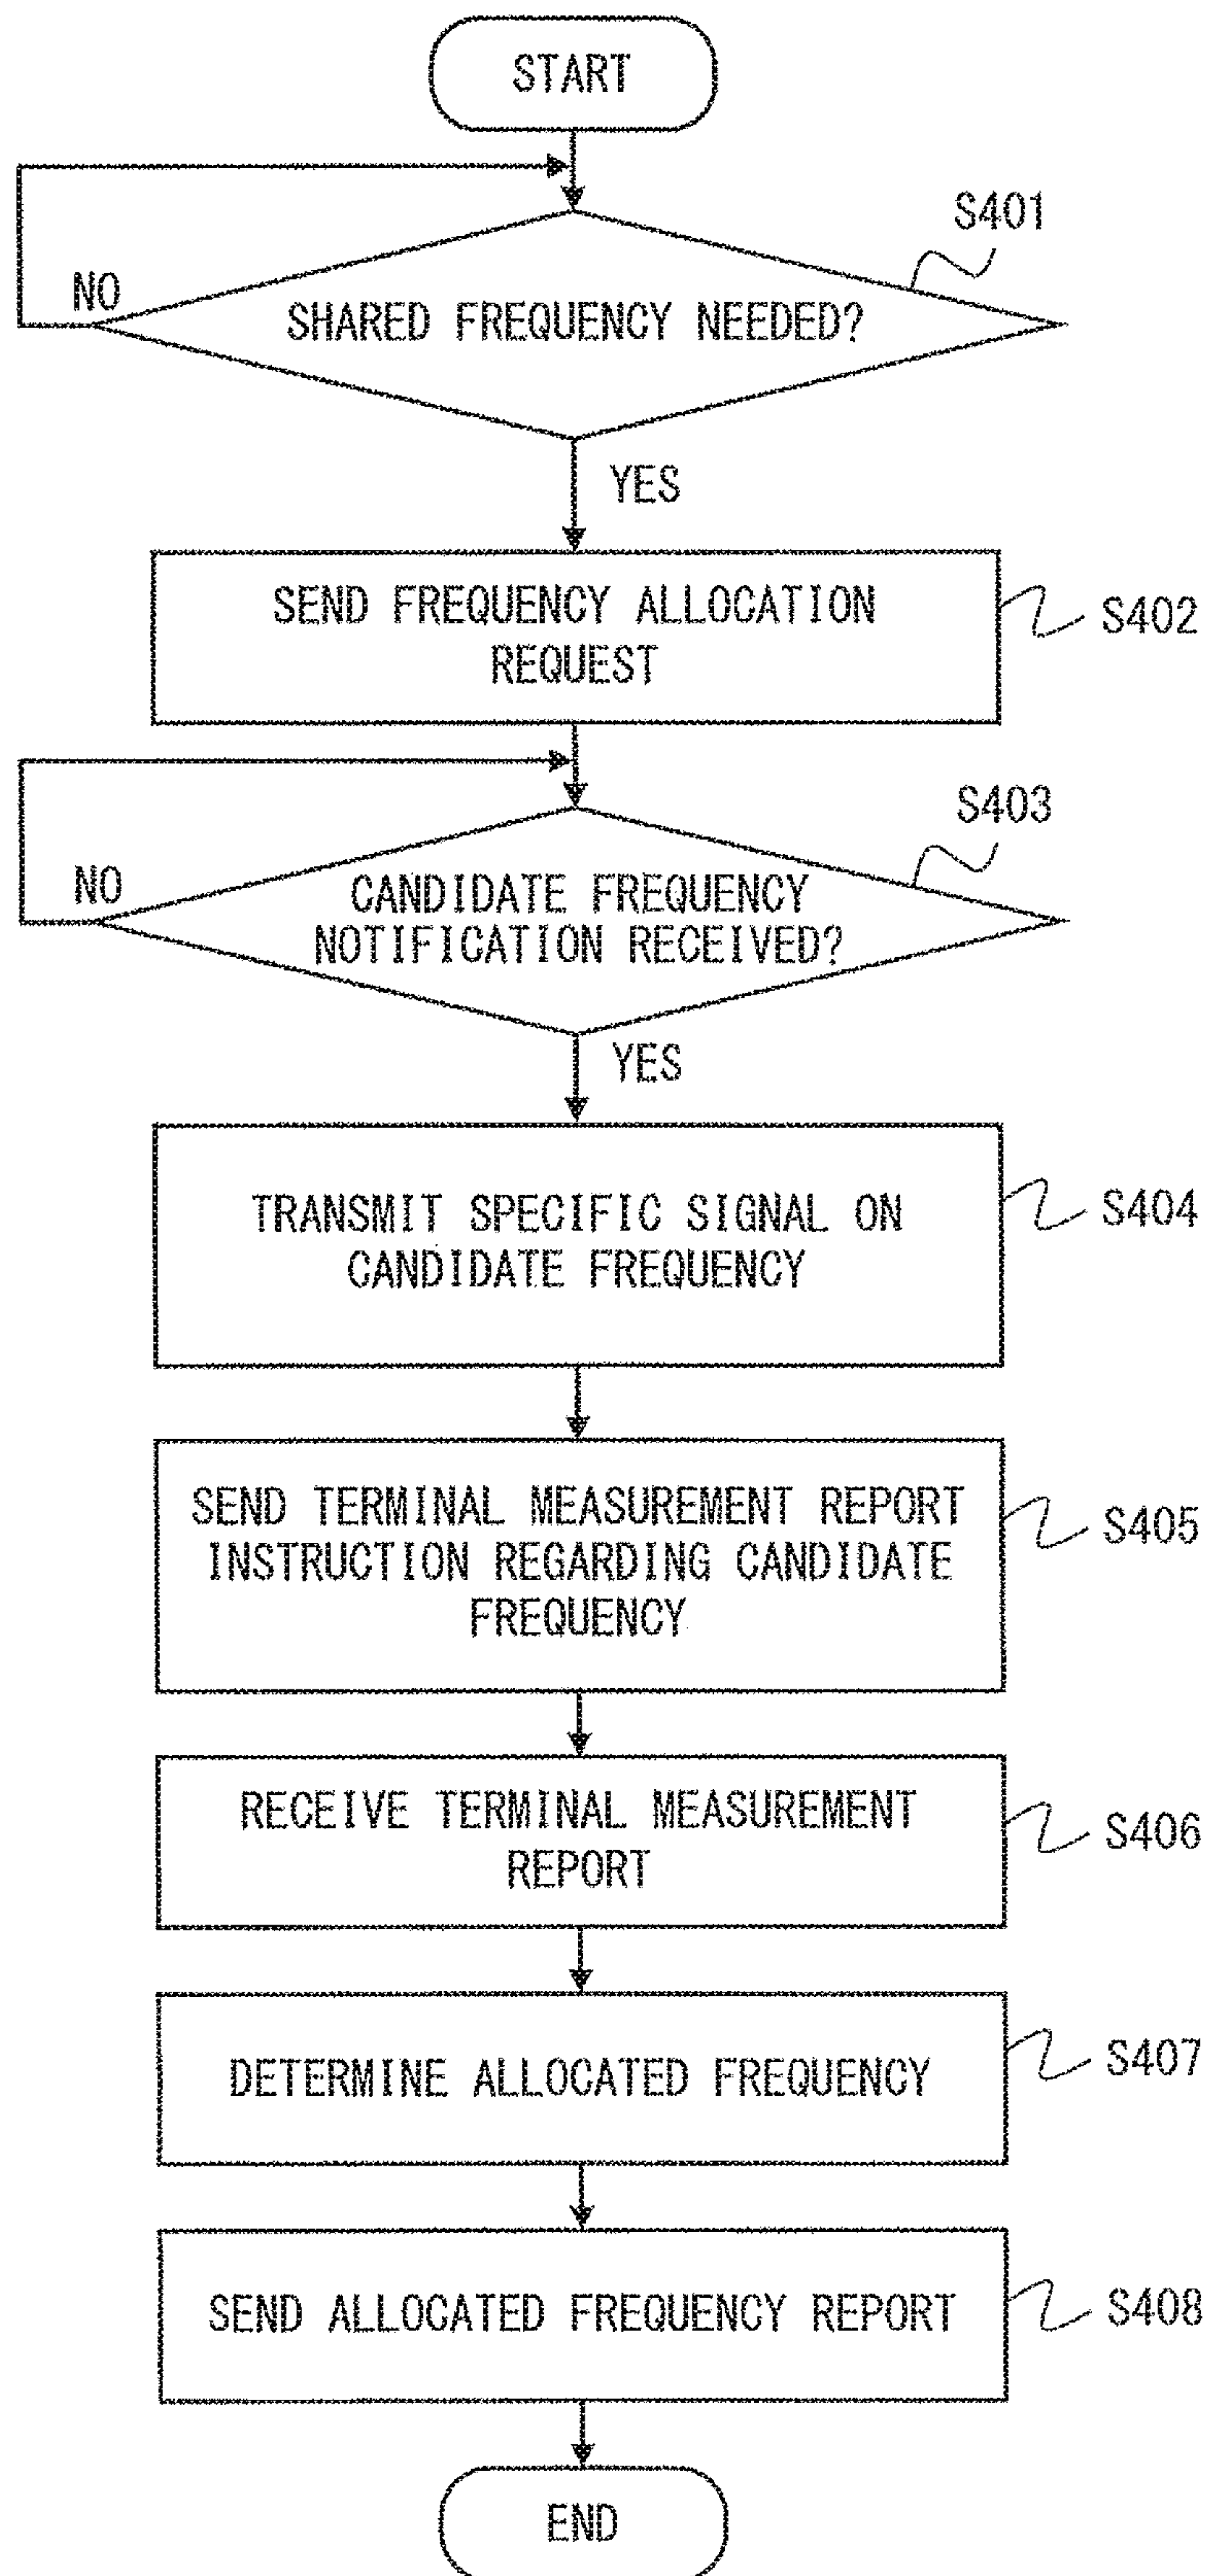 START
S401
NO
SHARED FREQUENCY NEEDED?
YES
SEND FREQUENCY ALLOCATION
REQUEST
S402
S403
NO
CANDIDATE FREQUENCY
NOTIFICATION RECEIVED?
YES
TRANSMIT SPECIFIC SIGNAL ON
CANDIDATE FREQUENCY
S404
SEND TERMINAL MEASUREMENT REPORT
INSTRUCTION REGARDING CANDIDATE
FREQUENCY
S405
RECEIVE TERMINAL MEASUREMENT
REPORT
S406
DETERMINE ALLOCATED FREQUENCY
S407
SEND ALLOCATED FREQUENCY REPORT
S408
END